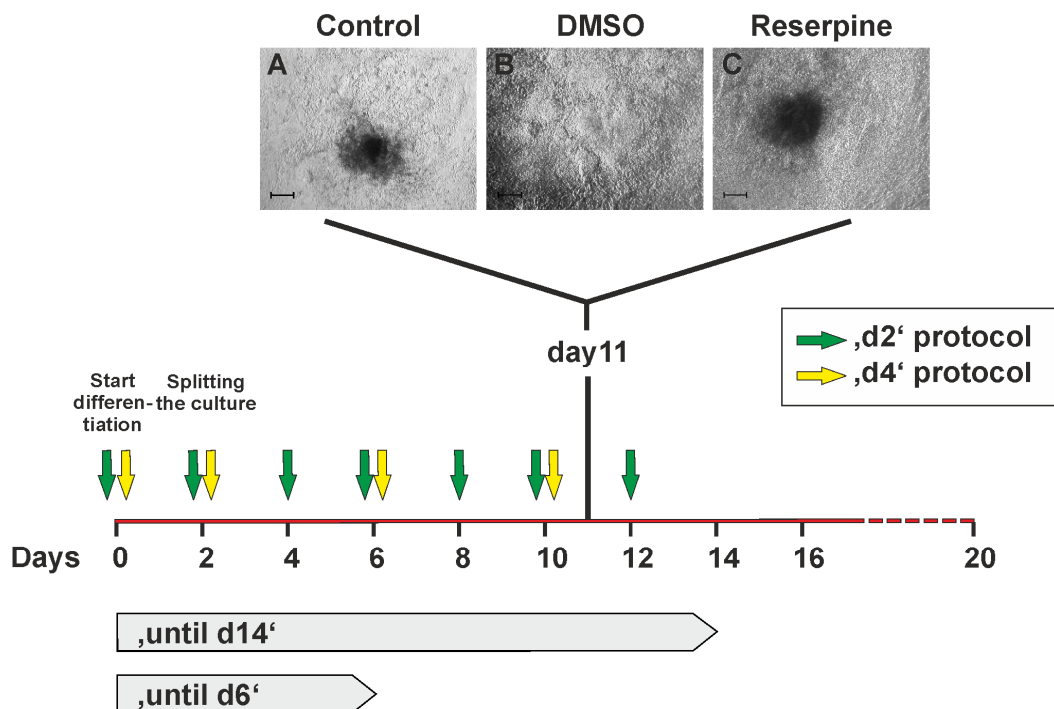 Control DMSO Reserpine
A B C
day11
‚d2‘ protocol
‚d4‘ protocol
Start
differen-
tiation
Splitting
the culture
Days 0 2 4 6 8 10 12 14 16 20
‚until d14‘
‚until d6‘